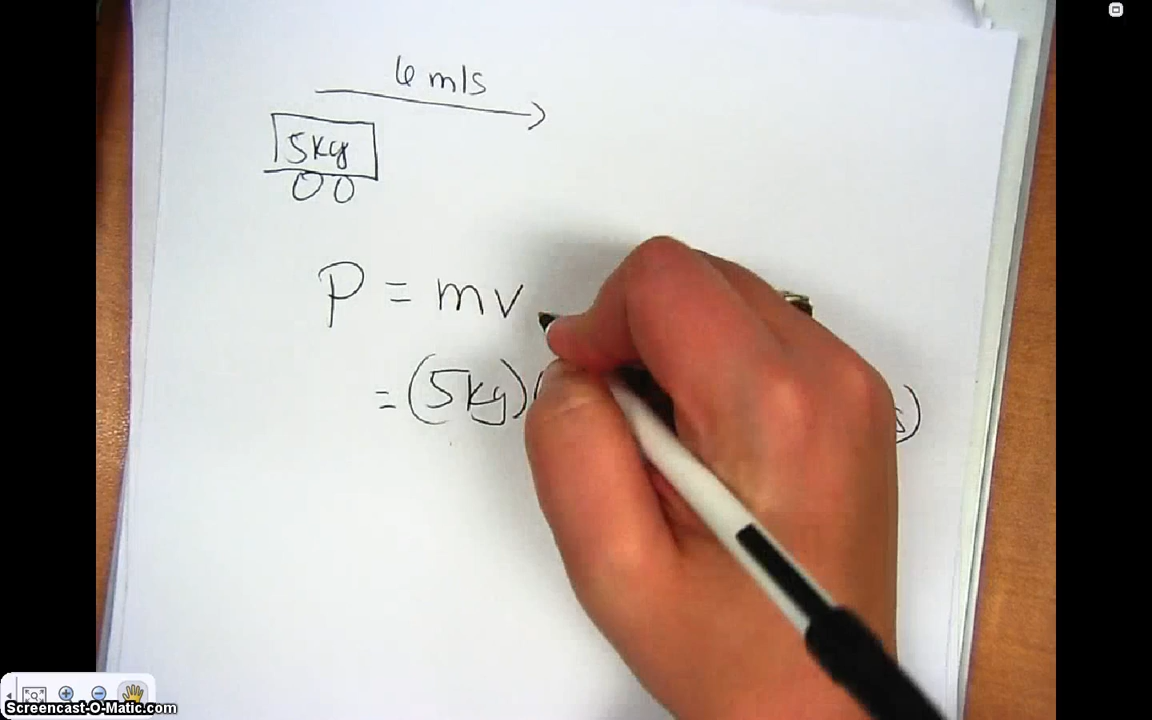 6 m/s
5kg
P = mv
= (5kg)(
Screencast-O-Matic.com